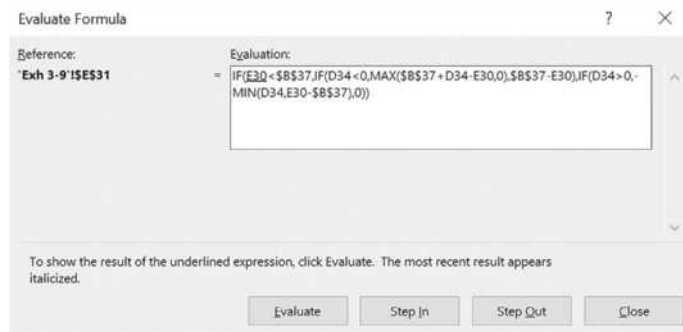 Evaluate Formula ? ×
Reference: Evaluation:
'Exh 3-9'!$E$31 = IF(E30<$B$37,IF(D34<0,MAX($B$37+D34-E30,0),$B$37-E30),IF(D34>0,-
MIN(D34,E30-$B$37),0))
To show the result of the underlined expression, click Evaluate. The most recent result appears
italicized.
Evaluate Step In Step Out Close